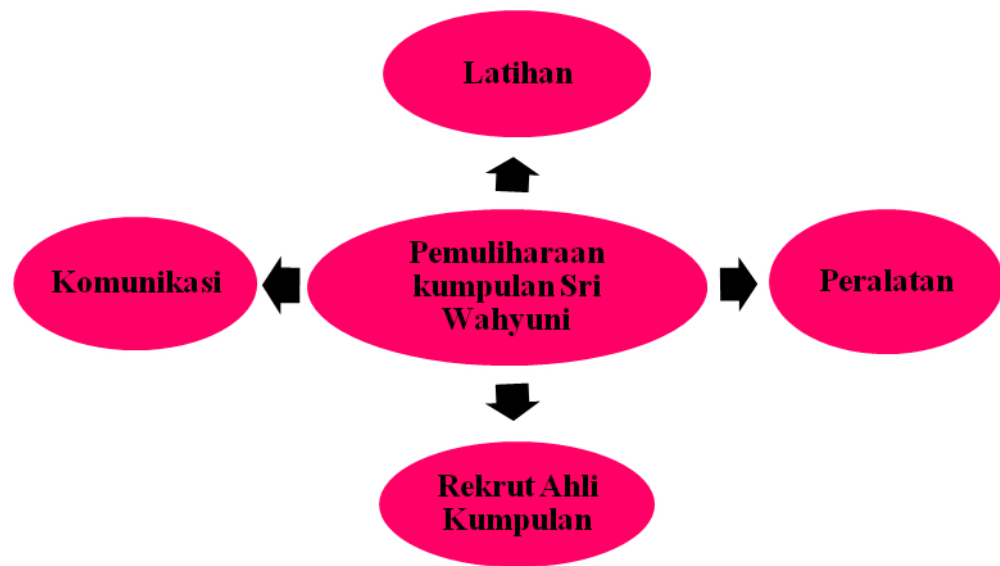 Latihan
Komunikasi
Pemuliharaan
kumpulan Sri
Wahyuni
Peralatan
Rekrut Ahli
Kumpulan